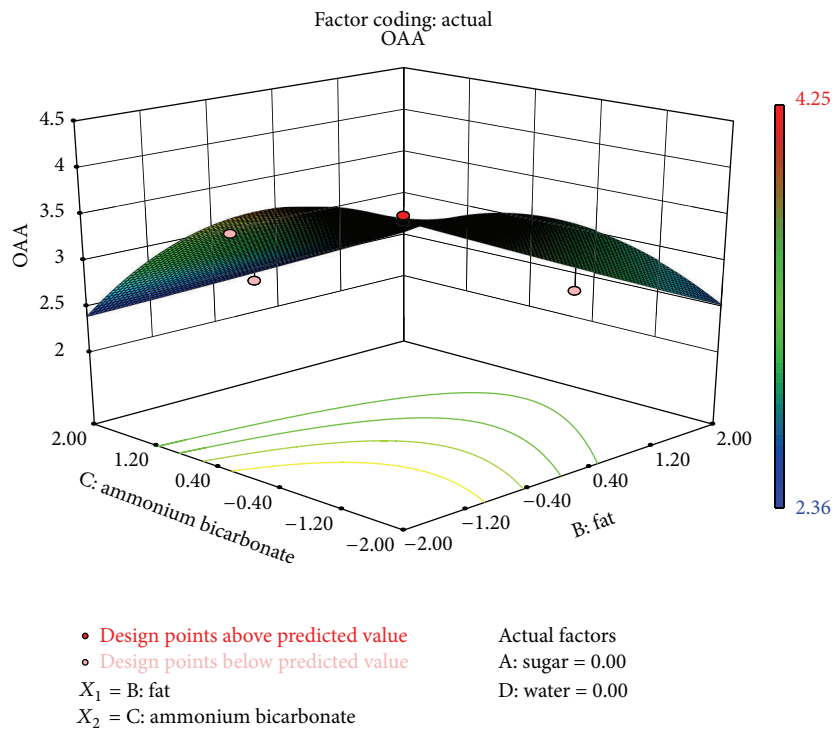 Factor coding: actual
OAA
4.25
4.5
4
3.5
3
2.5
2
OAA
2.36
2.00
1.20
0.40
−0.40
−1.20
−2.00
C: ammonium bicarbonate
−2.00
−1.20
−0.40
0.40
1.20
2.00
B: fat
Design points above predicted value
Design points below predicted value
X1 = B: fat
X2 = C: ammonium bicarbonate
Actual factors
A: sugar = 0.00
D: water = 0.00